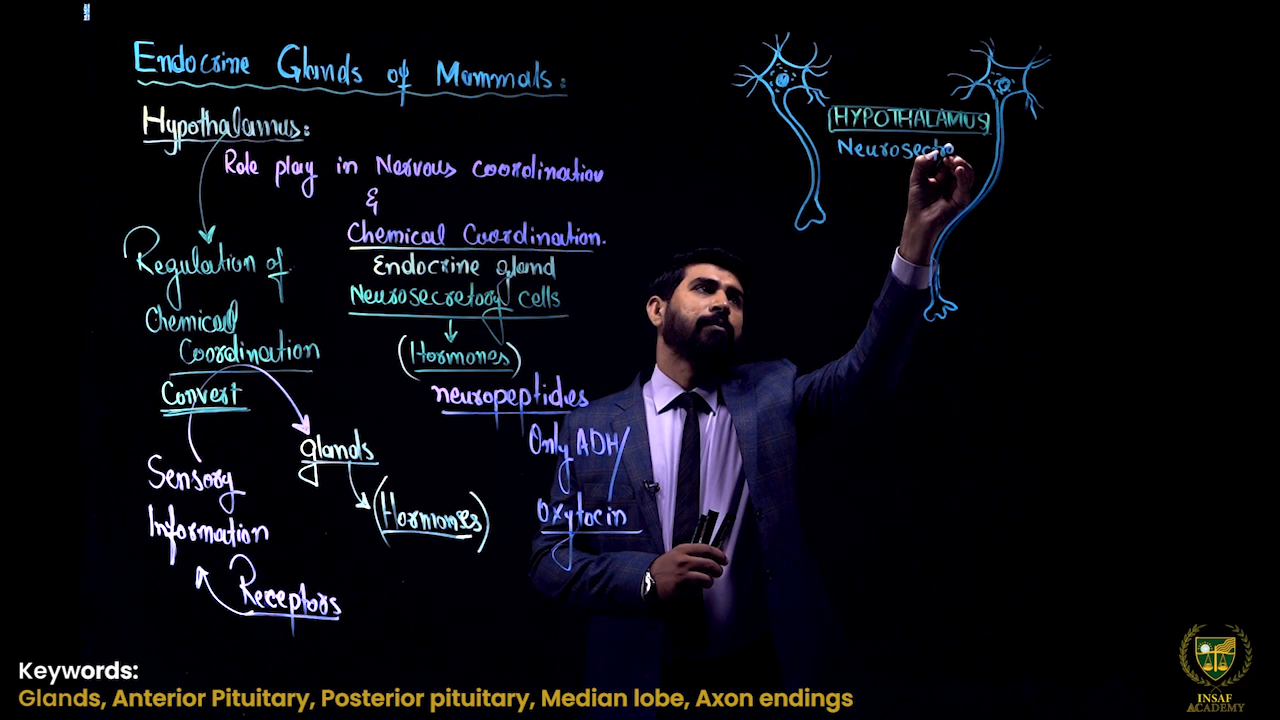 Endocrine Glands of Mammals:
Hypothalamus:
Role play in Nervous coordination
&
Chemical Coordination.
Endocrine gland
Neurosecretory cells
(Hormones)
neuropeptides
Only ADH/
Oxytocin
Regulation of
Chemical
Coordination
Convert
Sensory
Information
Receptors
Glands
(Hormones)
HYPOTHALAMUS
Neurosecre
Keywords:
Glands, Anterior Pituitary, Posterior pituitary, Median lobe, Axon endings
INSAF
ACADEMY